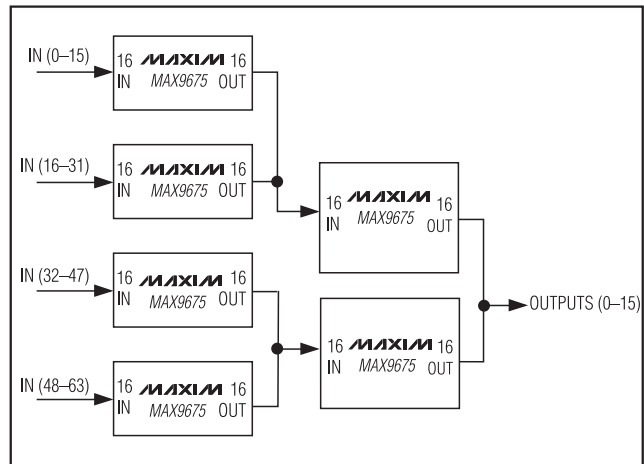 IN (0–15)
16 MAXIM 16
IN MAX9675 OUT
IN (16–31)
16 MAXIM 16
IN MAX9675 OUT
16 MAXIM 16
IN MAX9675 OUT
IN (32–47)
16 MAXIM 16
IN MAX9675 OUT
OUTPUTS (0–15)
16 MAXIM 16
IN MAX9675 OUT
IN (48–63)
16 MAXIM 16
IN MAX9675 OUT